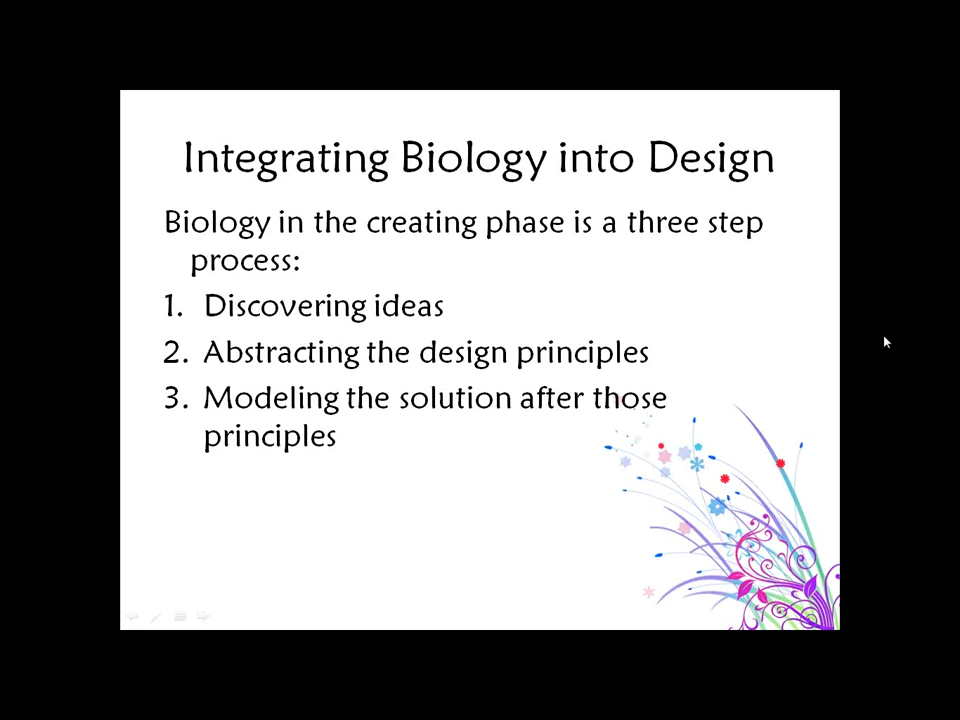 Integrating Biology into Design
Biology in the creating phase is a three step
process:
1. Discovering ideas
2. Abstracting the design principles
3. Modeling the solution after those
principles